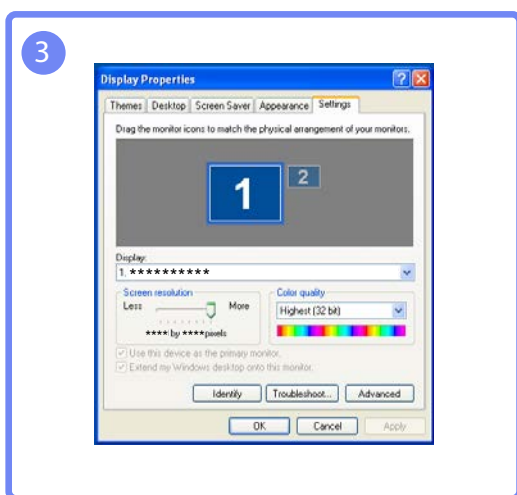 3
Display Properties
Themes Desktop Screen Saver Appearance Settings
Drag the monitor icons to match the physical arrangement of your monitors.
1 2
Display:
1. **********
Screen resolution Color quality
Less More Highest (32 bit)
**** by **** pixels
Use this device as the primary monitor.
Extend my Windows desktop onto this monitor.
Identify Troubleshoot... Advanced
OK Cancel Apply